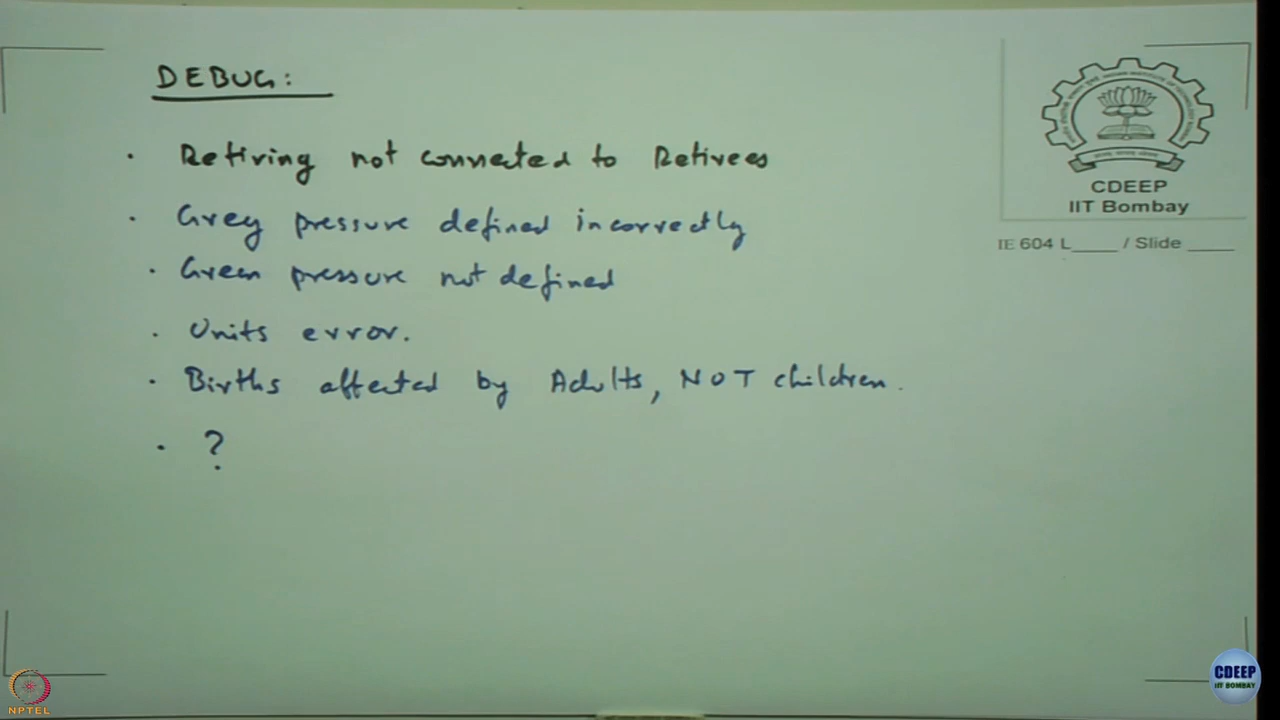 DEBUG:
· Retiring not connected to Retirees
· Grey pressure defined incorrectly
· Green pressure not defined
· Units error.
· Births affected by Adults, NOT children.
· ?
CDEEP
IIT Bombay
IE 604 L____ / Slide ____
NPTEL
CDEEP
IIT BOMBAY